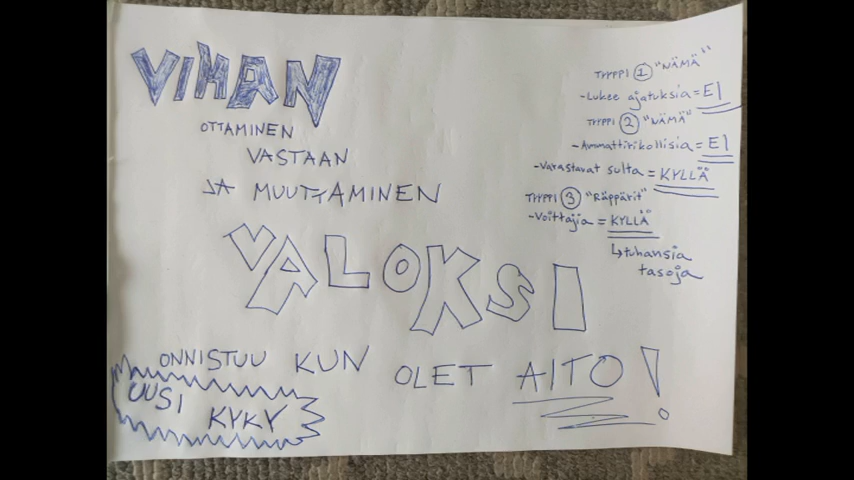 VIHAN
OTTAMINEN
VASTAAN
JA MUUTTAMINEN
VALOKSI
ONNISTUU KUN OLET AITO!
UUSI KYKY
TYYPPI 1 "NÄMÄ"
-Lukee ajatuksia = EI
TYYPPI 2 "NÄMÄ"
-Ammattirikollisia = EI
-Varastavat sulta = KYLLÄ
TYYPPI 3 "Räppärit"
-Voittajia = KYLLÄ
↳tuhansia
tasoja